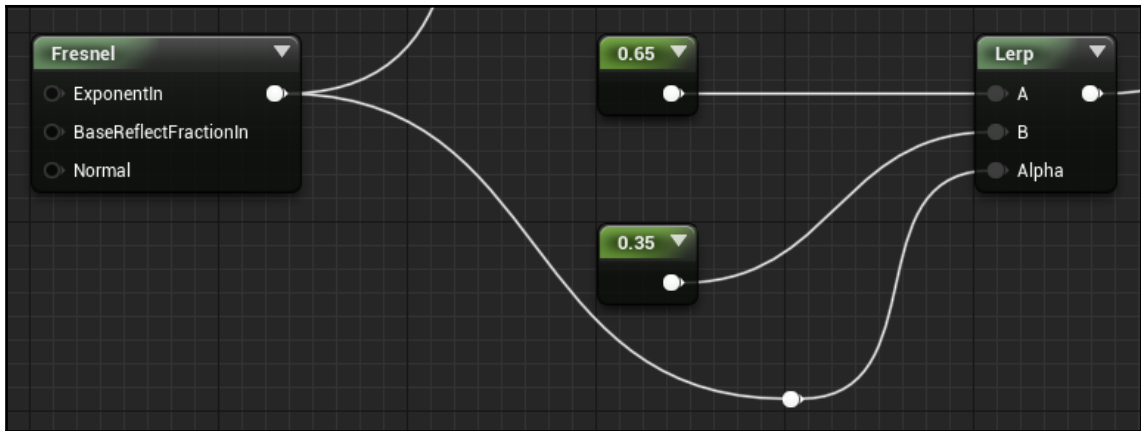 Fresnel
ExponentIn
BaseReflectFractionIn
Normal
0.65
0.35
Lerp
A
B
Alpha